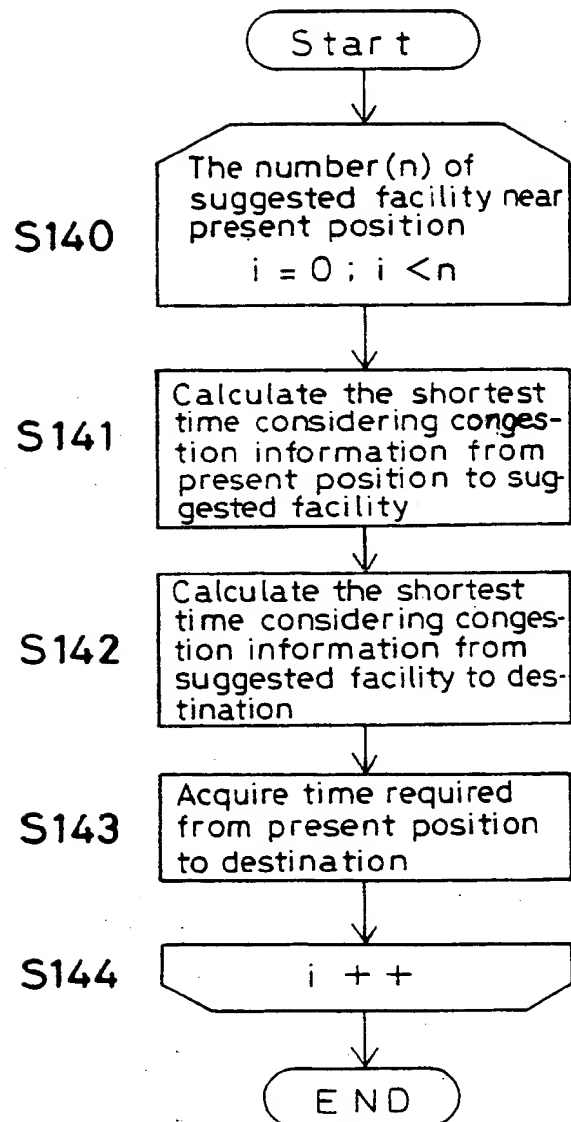 Start
S140
The number (n) of
suggested facility near
present position
i = 0 ; i < n
S141
Calculate the shortest
time considering conges-
tion information from
present position to sug-
gested facility
S142
Calculate the shortest
time considering conges-
tion information from
suggested facility to des-
tination
S143
Acquire time required
from present position
to destination
S144
i + +
END